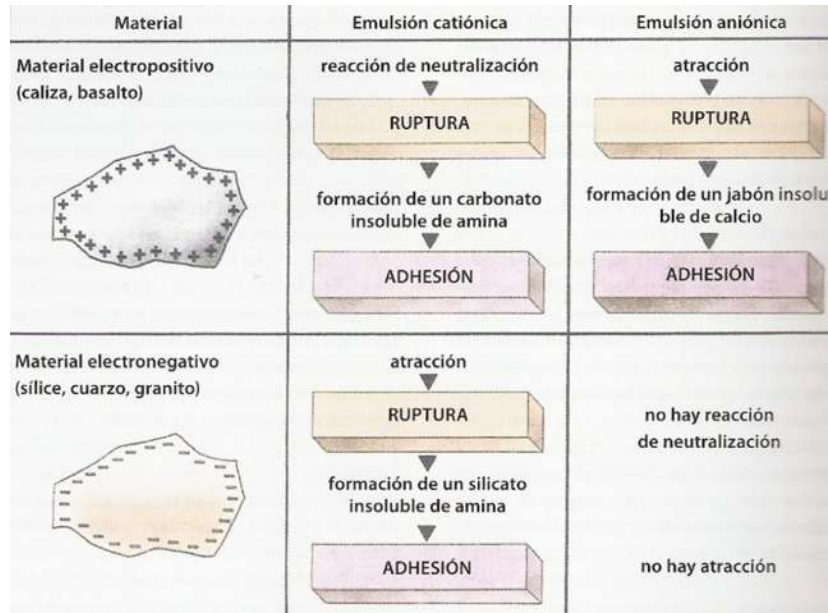 Material
Emulsión catiónica
Emulsión aniónica
Material electropositivo
(caliza, basalto)
reacción de neutralización
RUPTURA
formación de un carbonato
insoluble de amina
ADHESIÓN
atracción
RUPTURA
formación de un jabón insolu
ble de calcio
ADHESIÓN
Material electronegativo
(sílice, cuarzo, granito)
atracción
RUPTURA
formación de un silicato
insoluble de amina
ADHESIÓN
no hay reacción
de neutralización
no hay atracción